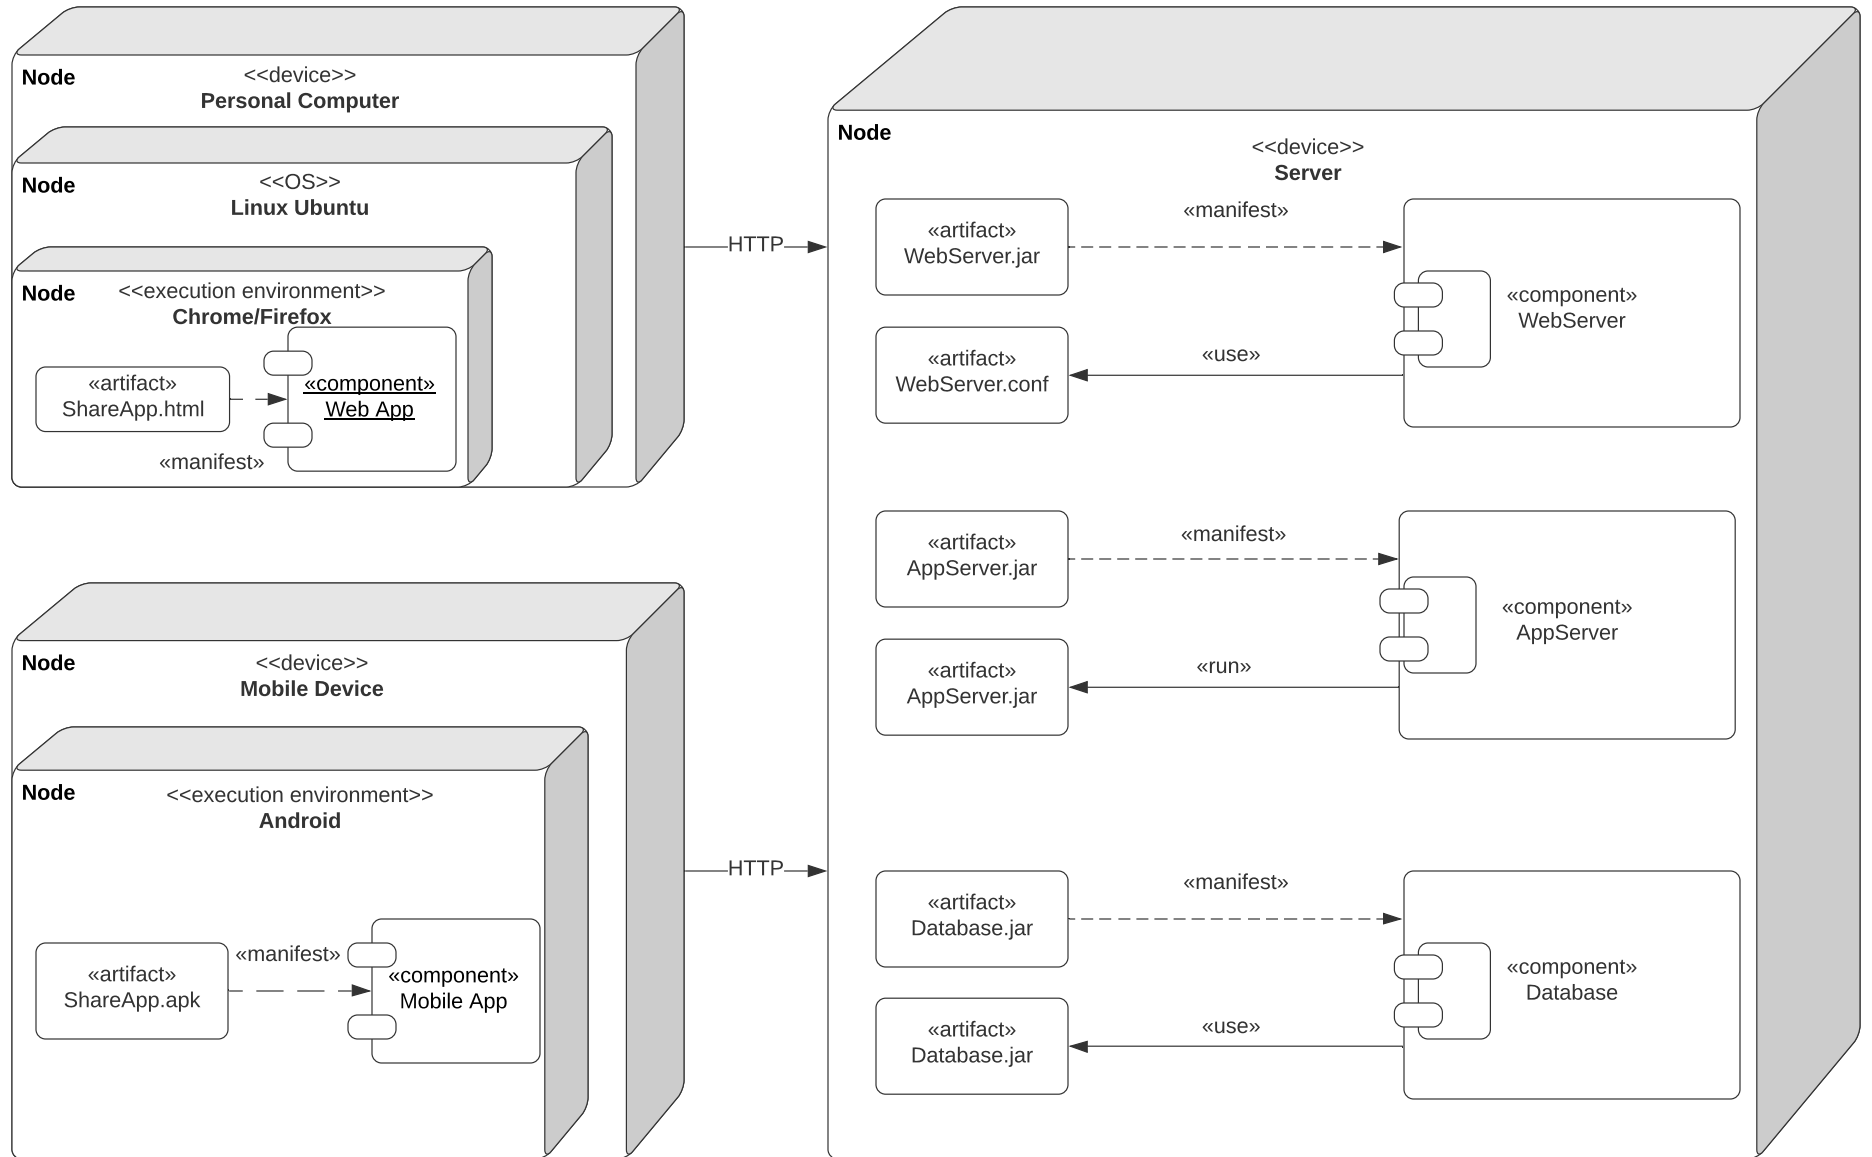 Node
<<device>>
Personal Computer
Node
<<OS>>
Linux Ubuntu
Node
<<execution environment>>
Chrome/Firefox
«artifact»
ShareApp.html
«component»
Web App
«manifest»
HTTP
Node
<<device>>
Mobile Device
Node
<<execution environment>>
Android
«artifact»
ShareApp.apk
«manifest»
«component»
Mobile App
HTTP
Node
<<device>>
Server
«artifact»
WebServer.jar
«manifest»
«component»
WebServer
«artifact»
WebServer.conf
«use»
«artifact»
AppServer.jar
«manifest»
«component»
AppServer
«artifact»
AppServer.jar
«run»
«artifact»
Database.jar
«manifest»
«component»
Database
«artifact»
Database.jar
«use»